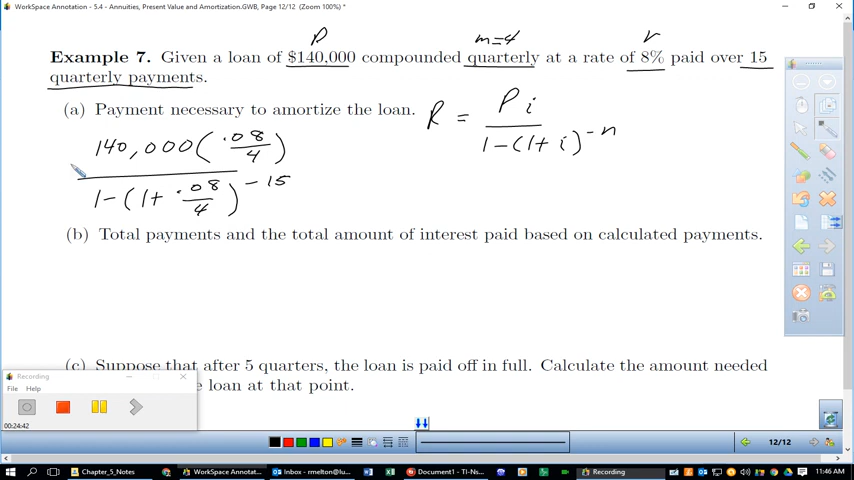 WorkSpace Annotation - 5.4 - Annuities, Present Value and Amortization.GWB, Page 12/12 (Zoom 100%) *
P m=4 r
Example 7. Given a loan of $140,000 compounded quarterly at a rate of 8% paid over 15
quarterly payments.
(a) Payment necessary to amortize the loan.
R = P i / 1-(1+i)^-n
140,000(.08/4)
1-(1+.08/4)^-15
(b) Total payments and the total amount of interest paid based on calculated payments.
(c) Suppose that after 5 quarters, the loan is paid off in full. Calculate the amount needed
loan at that point.
Recording
File Help
00:24:42
12/12
Chapter_5_Notes
WorkSpace Annotati...
Inbox - rmelton@lu...
Document1 - TI-Ns...
Recording
11:46 AM